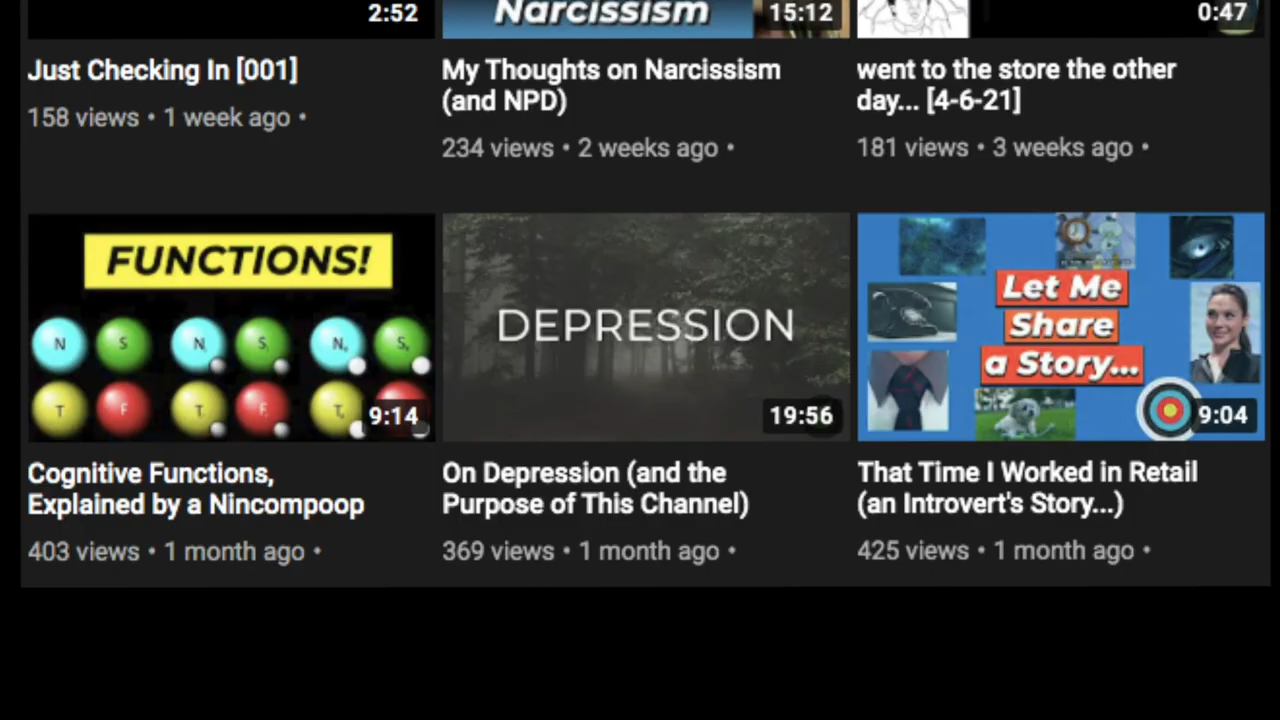 2:52
Narcissism
15:12
0:47
Just Checking In [001]
158 views • 1 week ago •
My Thoughts on Narcissism
(and NPD)
234 views • 2 weeks ago •
went to the store the other
day... [4-6-21]
181 views • 3 weeks ago •
FUNCTIONS!
N S N S N S
T F T F T
9:14
DEPRESSION
19:56
Let Me
Share
a Story...
9:04
Cognitive Functions,
Explained by a Nincompoop
403 views • 1 month ago •
On Depression (and the
Purpose of This Channel)
369 views • 1 month ago •
That Time I Worked in Retail
(an Introvert's Story...)
425 views • 1 month ago •